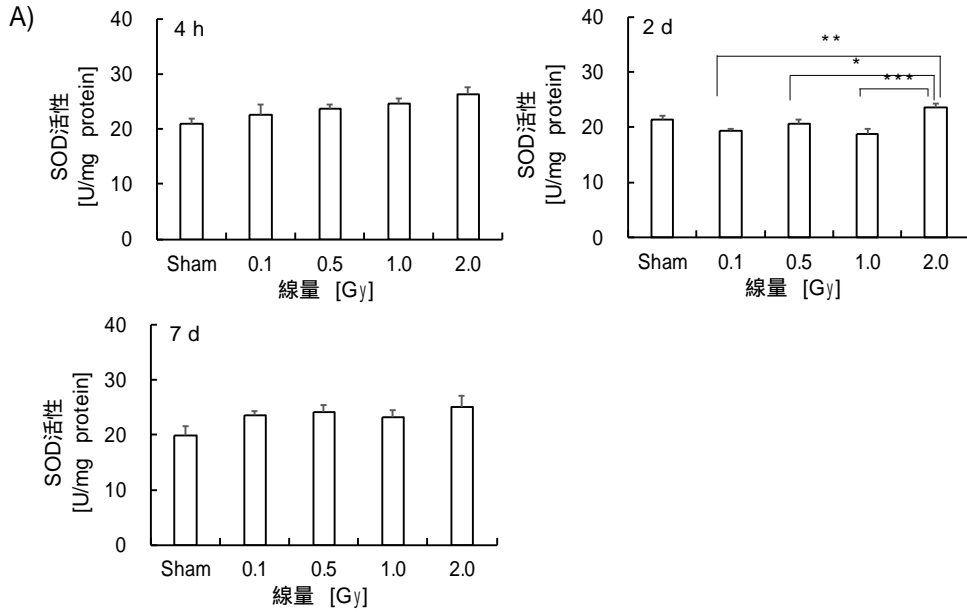 A)
4 h
SOD活性
[U/mg protein]
40
30
20
10
0
Sham 0.1 0.5 1.0 2.0
線量 [Gy]
2 d
**
*
***
SOD活性
[U/mg protein]
40
30
20
10
0
Sham 0.1 0.5 1.0 2.0
線量 [Gy]
7 d
SOD活性
[U/mg protein]
40
30
20
10
0
Sham 0.1 0.5 1.0 2.0
線量 [Gy]